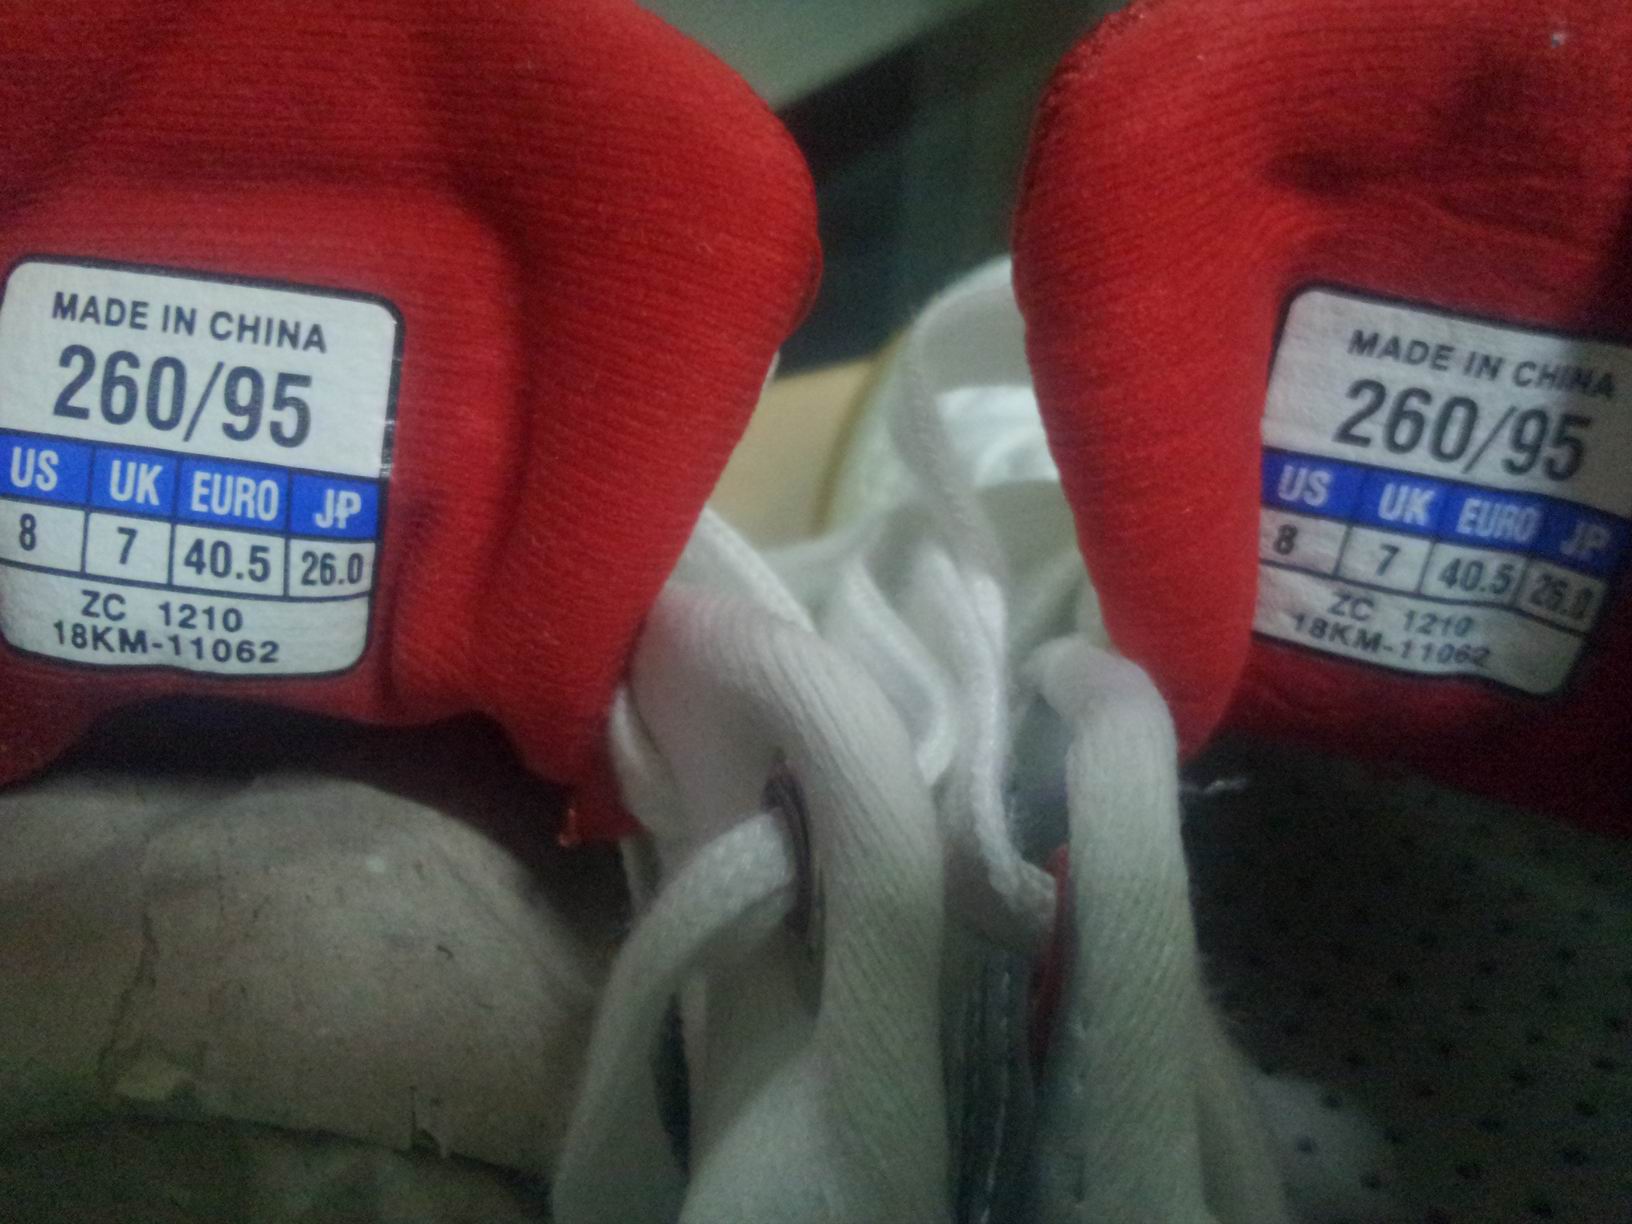 MADE IN CHINA
260/95
US UK EURO JP
8 7 40.5 26.0
ZC 1210
18KM-11062
MADE IN CHINA
260/95
US UK EURO JP
8 7 40.5 26.0
ZC 1210
18KM-11062